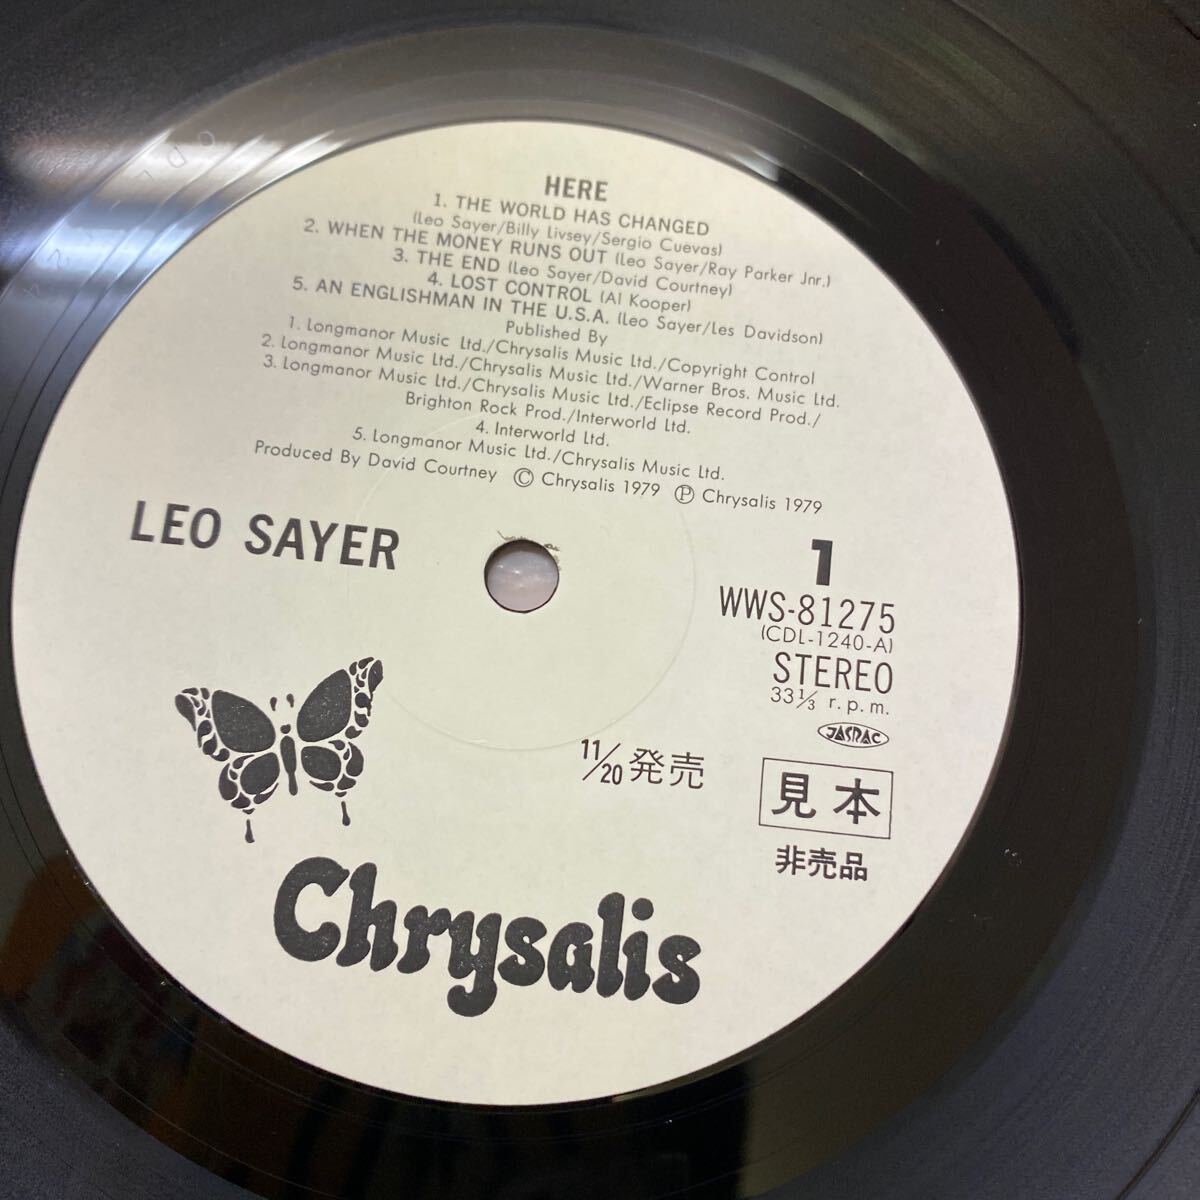 HERE
1. THE WORLD HAS CHANGED
(Leo Sayer/Billy Livsey/Sergio Cuevas)
2. WHEN THE MONEY RUNS OUT (Leo Sayer/Ray Parker Jnr.)
3. THE END (Leo Sayer/David Courtney)
4. LOST CONTROL (Al Kooper)
5. AN ENGLISHMAN IN THE U.S.A. (Leo Sayer/Les Davidson)
Published By
1. Longmanor Music Ltd./Chrysalis Music Ltd./Copyright Control
2. Longmanor Music Ltd./Chrysalis Music Ltd./Warner Bros. Music Ltd.
3. Longmanor Music Ltd./Chrysalis Music Ltd./Eclipse Record Prod./
Brighton Rock Prod./Interworld Ltd.
4. Interworld Ltd.
5. Longmanor Music Ltd./Chrysalis Music Ltd.
Produced By David Courtney © Chrysalis 1979 ℗ Chrysalis 1979
LEO SAYER
1
WWS-81275
(CDL-1240-A)
STEREO
33 1/3 r.p.m.
JASRAC
11/20 発売
見本
非売品
Chrysalis